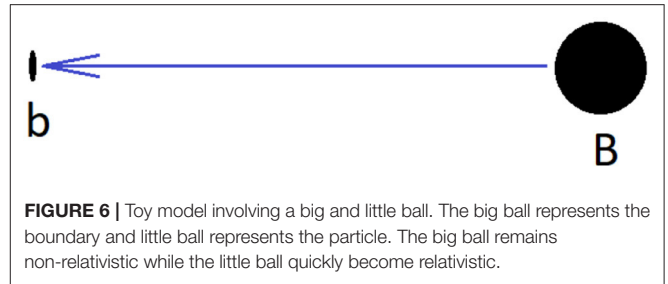 b
B
FIGURE 6 | Toy model involving a big and little ball. The big ball represents the
boundary and little ball represents the particle. The big ball remains
non-relativistic while the little ball quickly become relativistic.